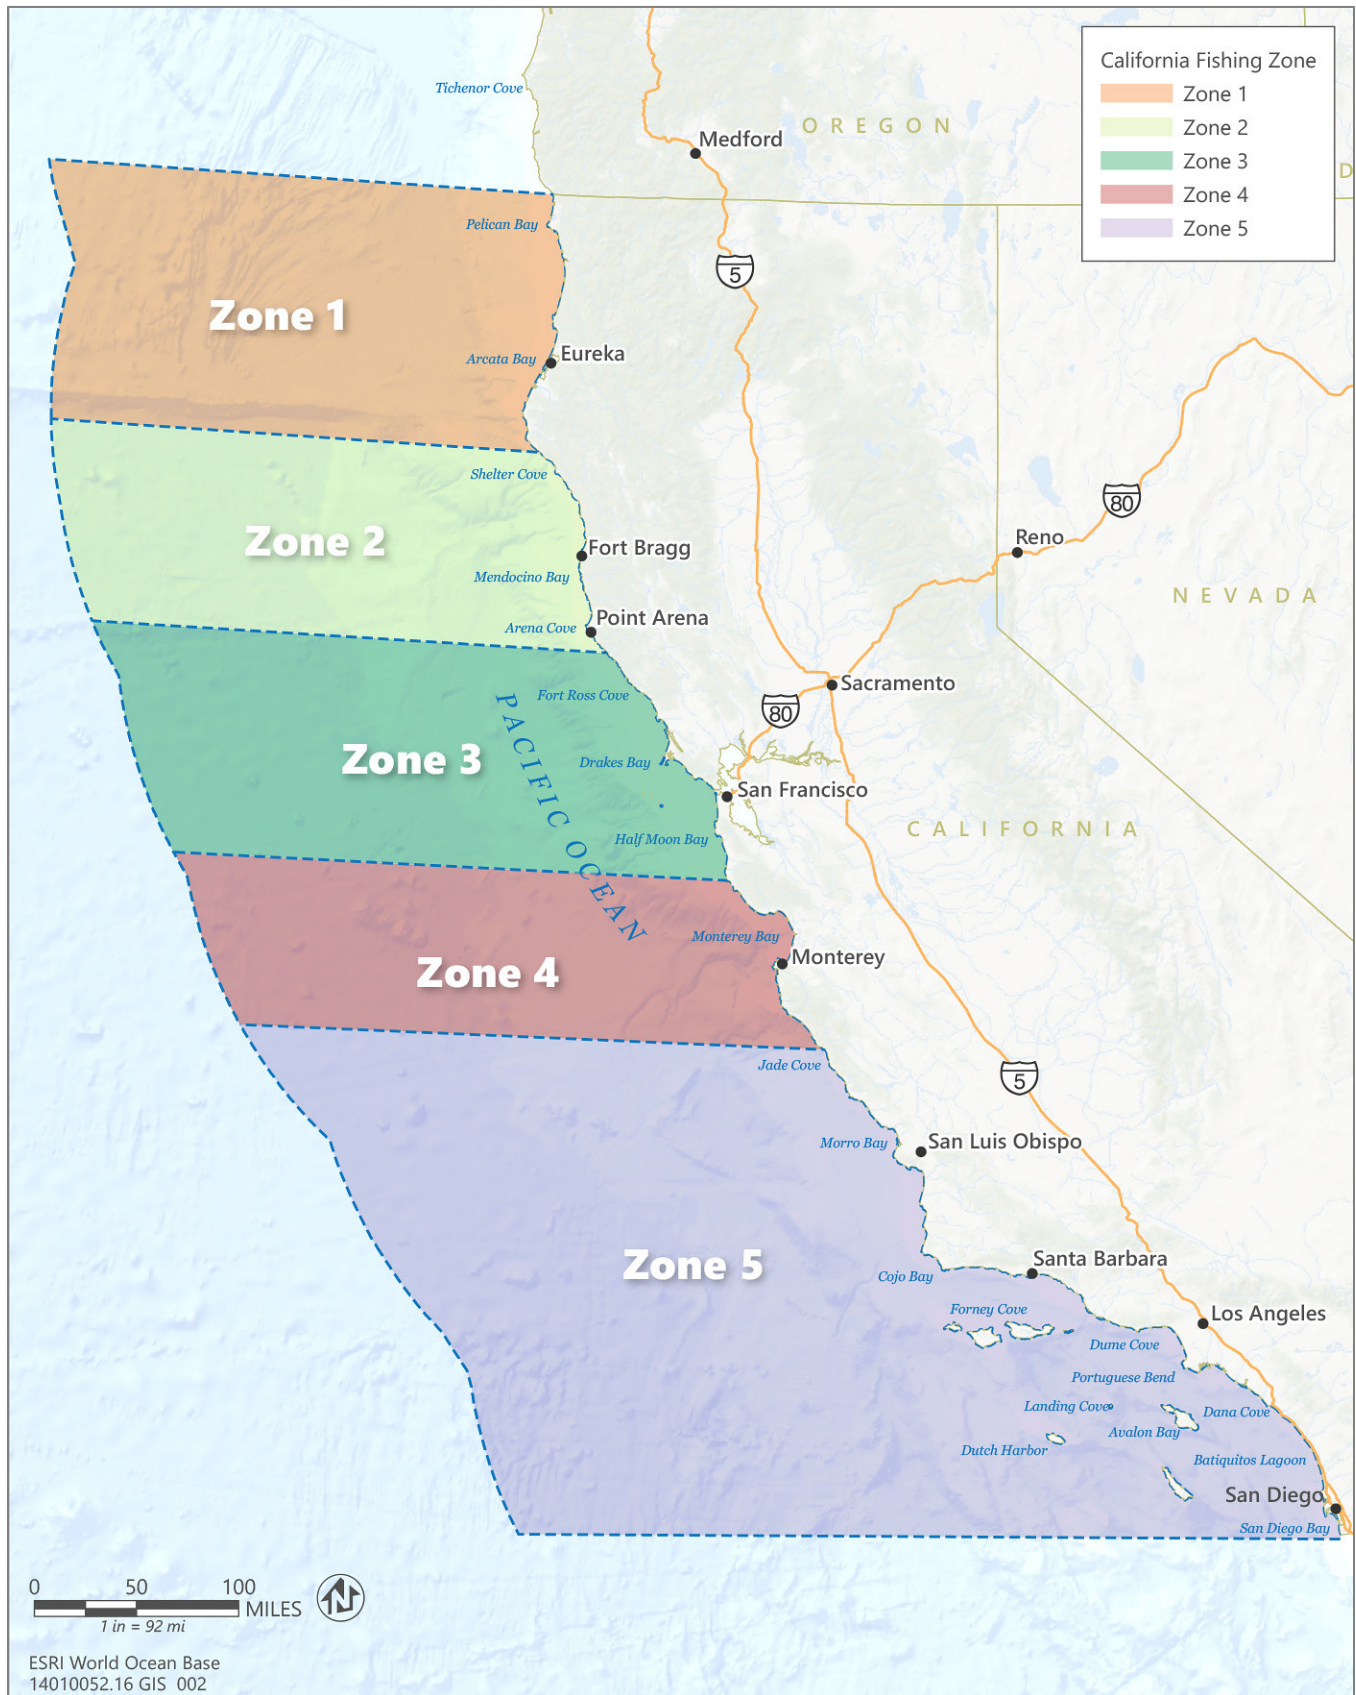 California Fishing Zone
Zone 1
Zone 2
Zone 3
Zone 4
Zone 5
Tichenor Cove
Medford
OREGON
D
Pelican Bay
5
Zone 1
Arcata Bay
Eureka
Shelter Cove
80
Zone 2
Fort Bragg
Reno
Mendocino Bay
NEVADA
Arena Cove
Point Arena
Fort Ross Cove
Sacramento
80
PACIFIC OCEAN
Zone 3
Drakes Bay
San Francisco
CALIFORNIA
Half Moon Bay
Monterey Bay
Monterey
Zone 4
Jade Cove
5
Morro Bay
San Luis Obispo
Zone 5
Santa Barbara
Cojo Bay
Forney Cove
Los Angeles
Dume Cove
Portuguese Bend
Landing Cove
Dana Cove
Avalon Bay
Dutch Harbor
Batiquitos Lagoon
San Diego
San Diego Bay
0 50 100
MILES
1 in = 92 mi
N
ESRI World Ocean Base
14010052.16 GIS 002